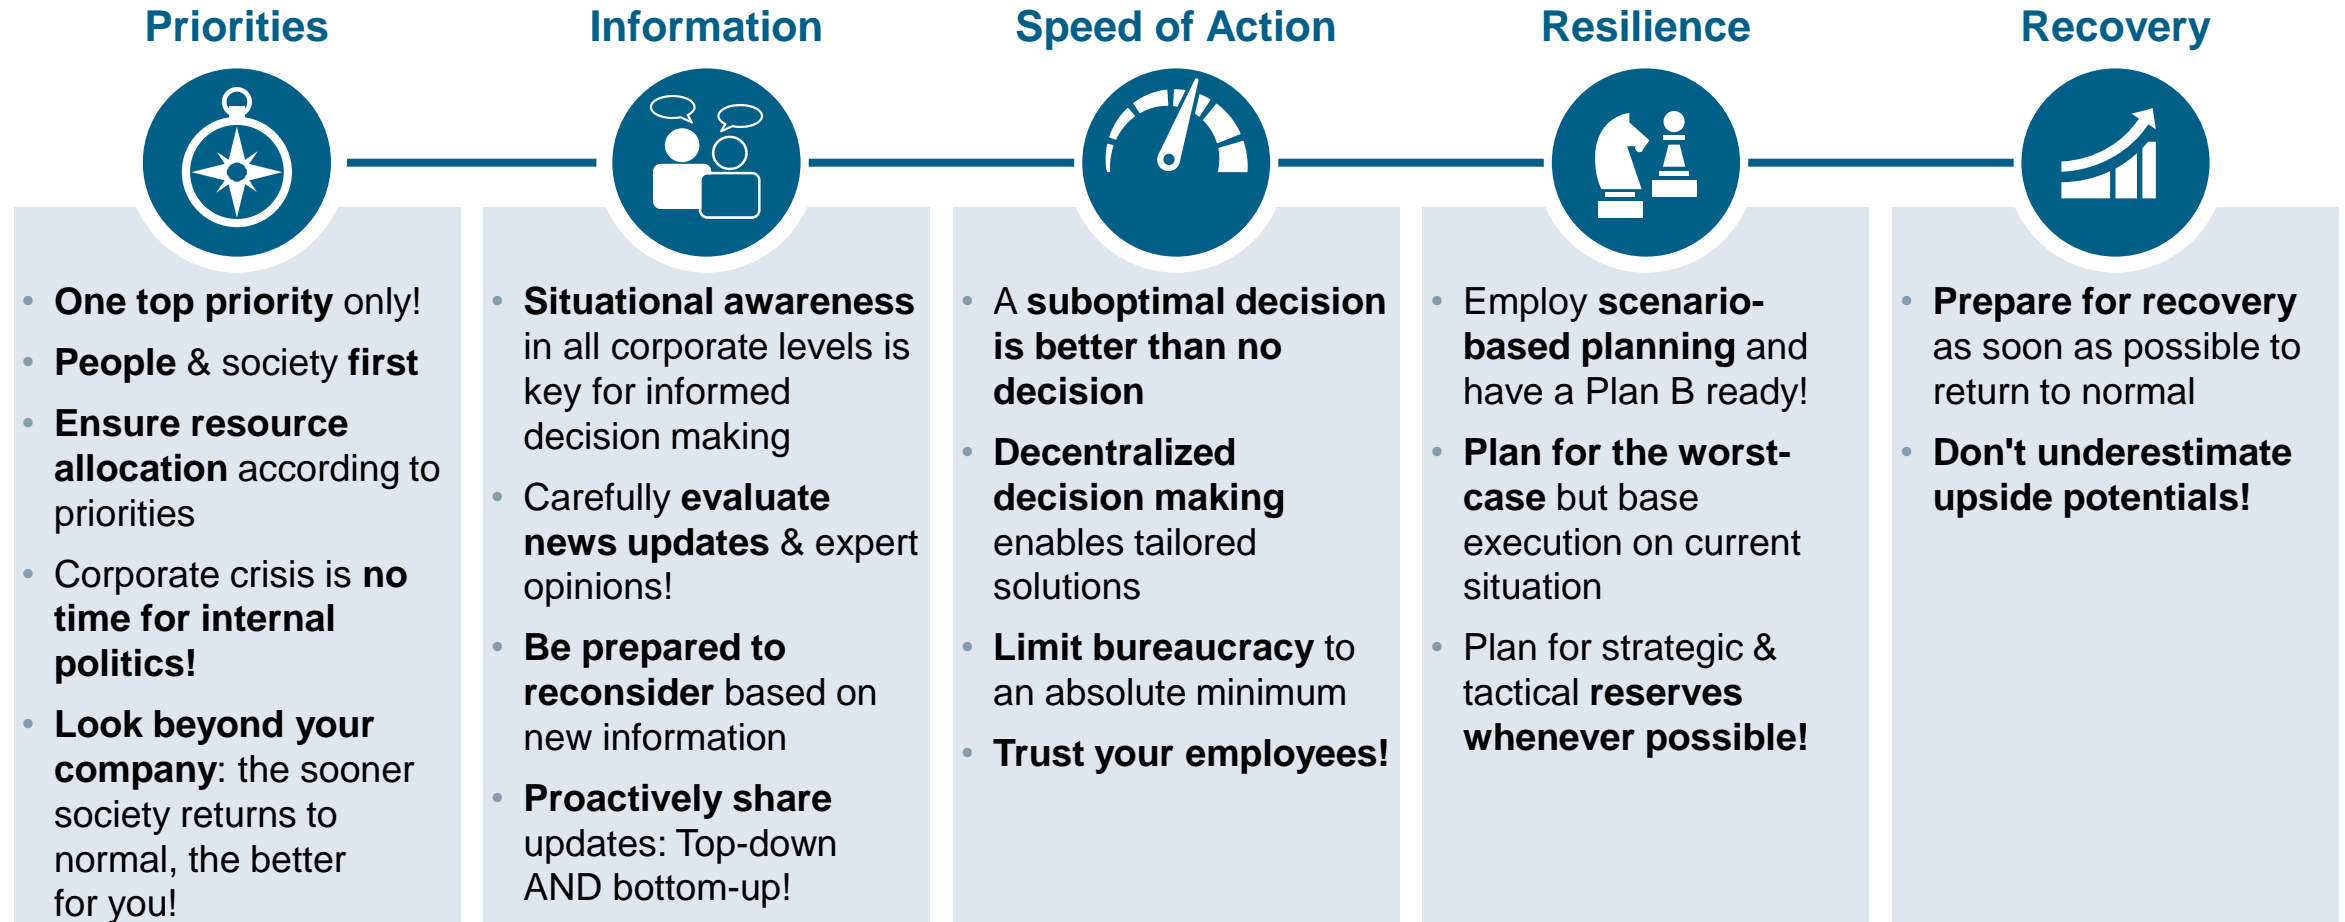 Priorities
• One top priority only!
• People & society first
• Ensure resource
allocation according to
priorities
• Corporate crisis is no
time for internal
politics!
• Look beyond your
company: the sooner
society returns to
normal, the better
for you!
Information
• Situational awareness
in all corporate levels is
key for informed
decision making
• Carefully evaluate
news updates & expert
opinions!
• Be prepared to
reconsider based on
new information
• Proactively share
updates: Top-down
AND bottom-up!
Speed of Action
• A suboptimal decision
is better than no
decision
• Decentralized
decision making
enables tailored
solutions
• Limit bureaucracy to
an absolute minimum
• Trust your employees!
Resilience
• Employ scenario-
based planning and
have a Plan B ready!
• Plan for the worst-
case but base
execution on current
situation
• Plan for strategic &
tactical reserves
whenever possible!
Recovery
• Prepare for recovery
as soon as possible to
return to normal
• Don't underestimate
upside potentials!